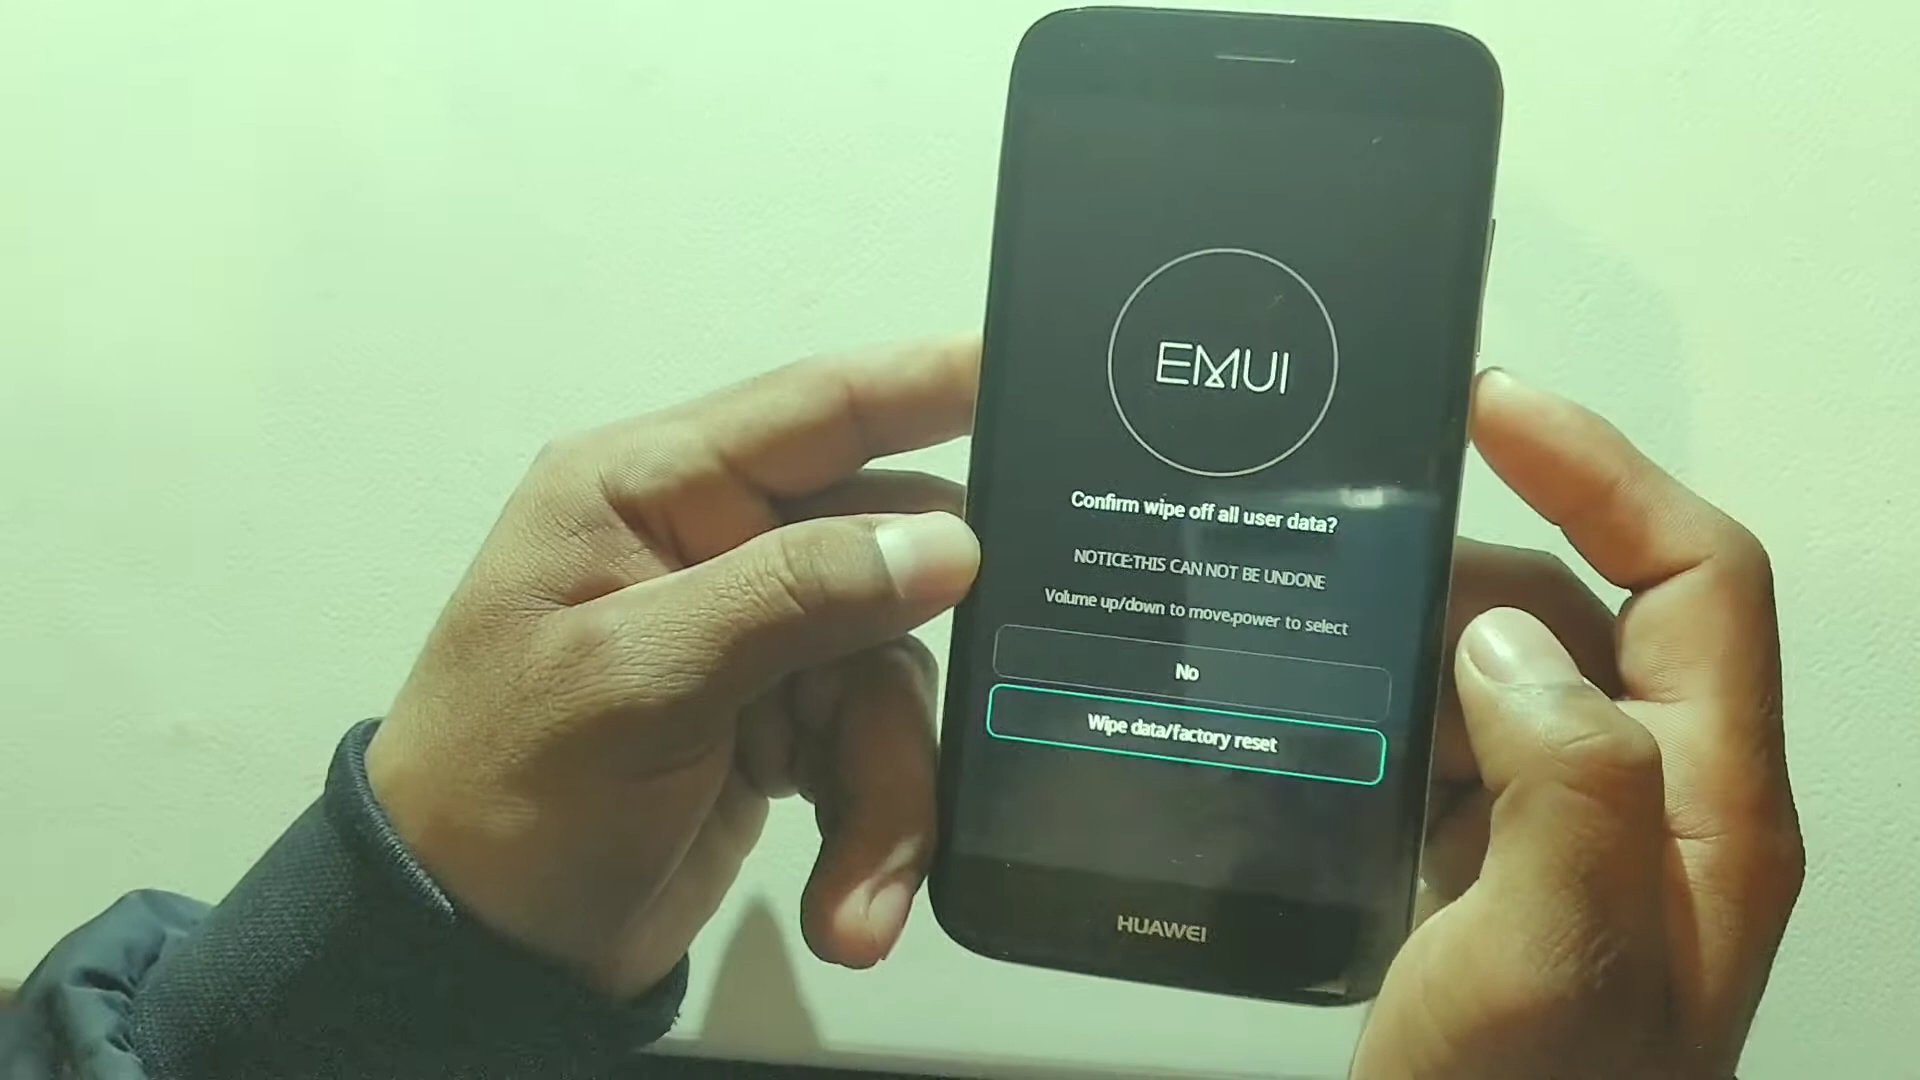 EMUI
Confirm wipe off all user data?
NOTICE:THIS CAN NOT BE UNDONE
Volume up/down to move,power to select
No
Wipe data/factory reset
HUAWEI